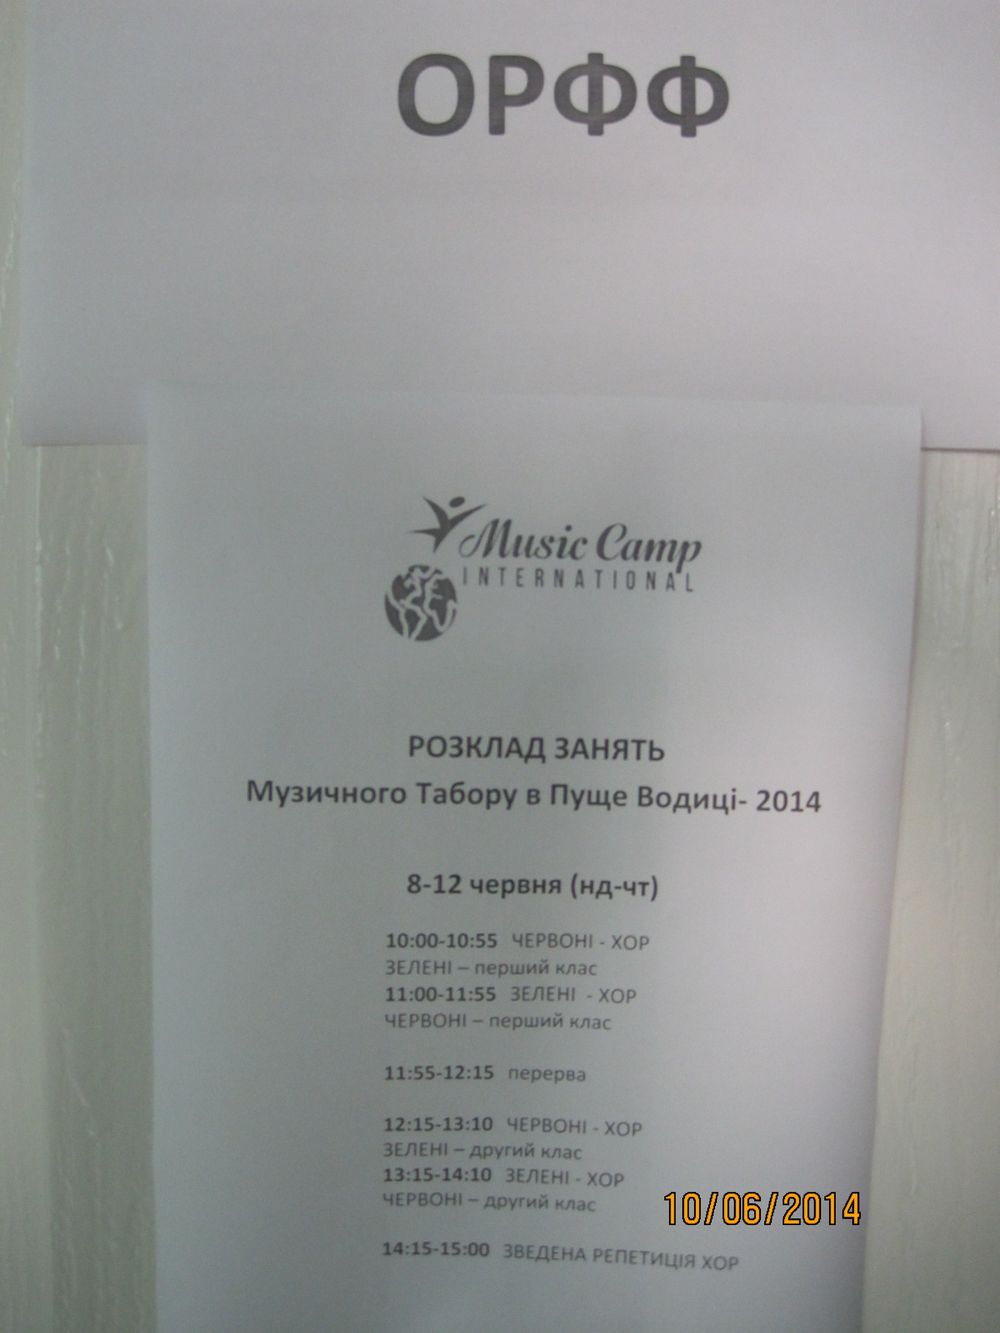 ОРФФ
Music Camp
INTERNATIONAL
РОЗКЛАД ЗАНЯТЬ
Музичного Табору в Пуще Водиці- 2014
8-12 червня (нд-чт)
10:00-10:55 ЧЕРВОНІ - ХОР
ЗЕЛЕНІ – перший клас
11:00-11:55 ЗЕЛЕНІ - ХОР
ЧЕРВОНІ – перший клас
11:55-12:15 перерва
12:15-13:10 ЧЕРВОНІ - ХОР
ЗЕЛЕНІ – другий клас
13:15-14:10 ЗЕЛЕНІ - ХОР
ЧЕРВОНІ – другий клас
14:15-15:00 ЗВЕДЕНА РЕПЕТИЦІЯ ХОР
10/06/2014